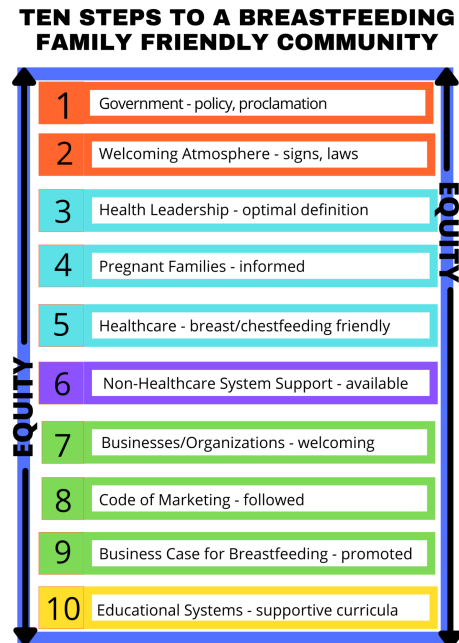 TEN STEPS TO A BREASTFEEDING
FAMILY FRIENDLY COMMUNITY
1 Government - policy, proclamation
2 Welcoming Atmosphere - signs, laws
3 Health Leadership - optimal definition
4 Pregnant Families - informed
5 Healthcare - breast/chestfeeding friendly
6 Non-Healthcare System Support - available
7 Businesses/Organizations - welcoming
8 Code of Marketing - followed
9 Business Case for Breastfeeding - promoted
10 Educational Systems - supportive curricula
EQUITY
EQUITY